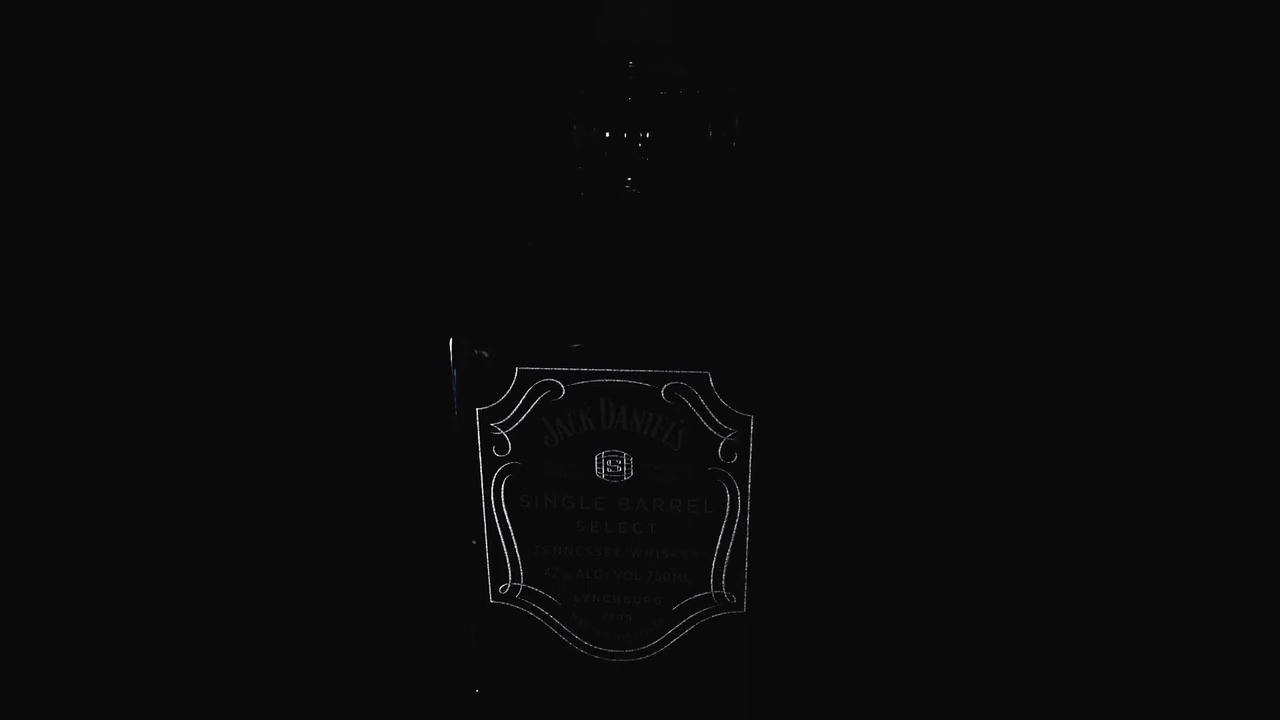 JACK DANIEL'S
S
SINGLE BARREL
SELECT
TENNESSEE WHISKEY
47% ALC. VOL 750ML
LYNCHBURG